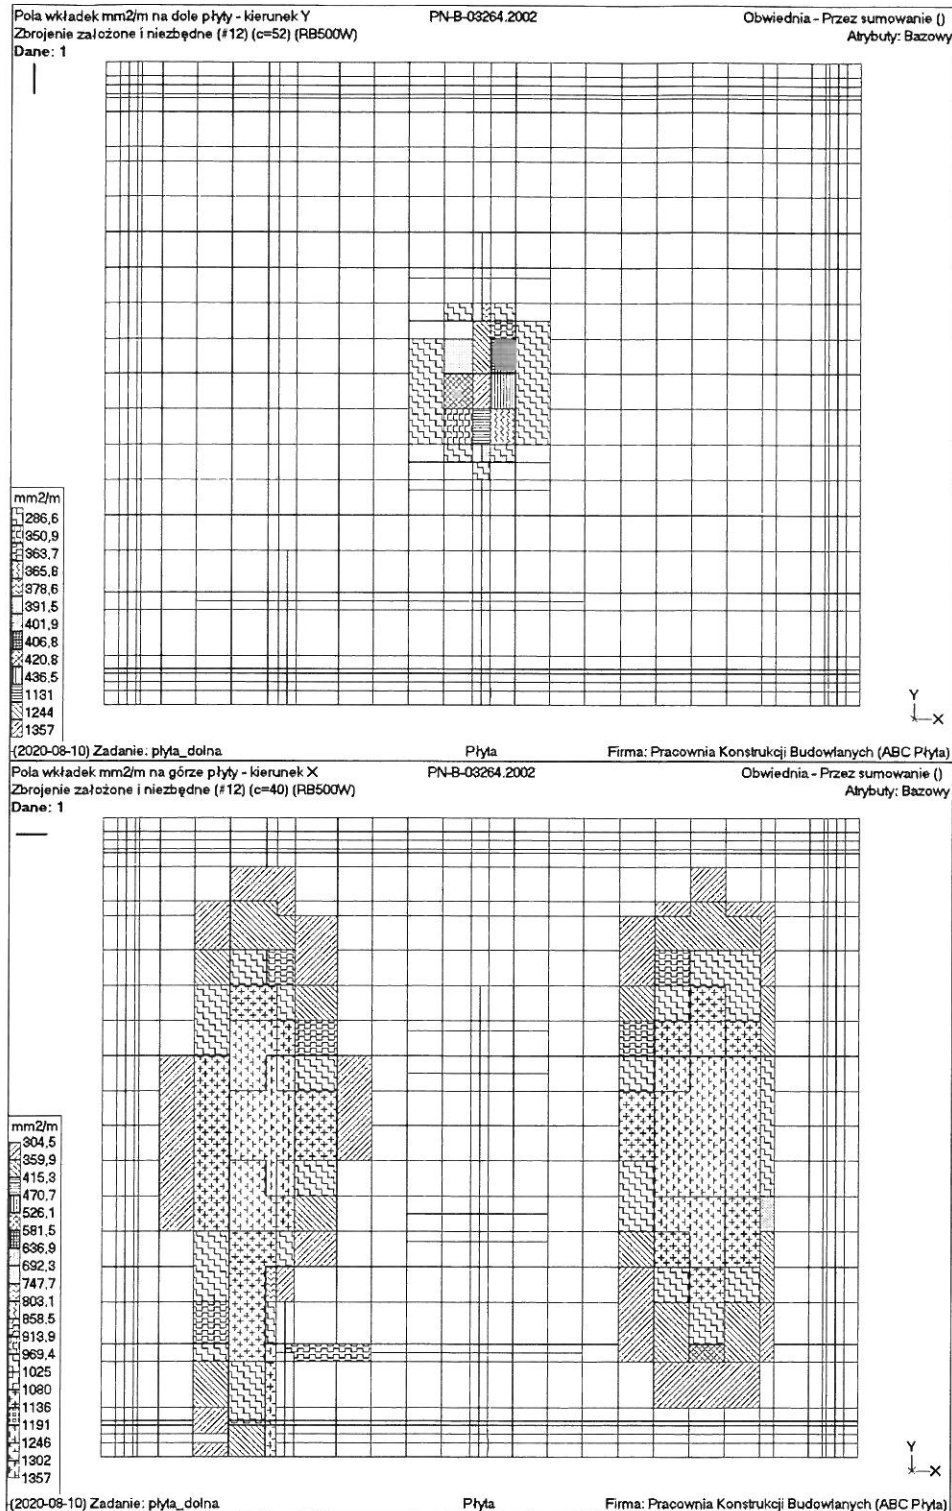 Pola wkładek mm2/m na dole płyty - kierunek Y PN-B-03264.2002 Obwiednia - Przez sumowanie ()
Zbrojenie założone i niezbędne (#12) (c=52) (RB500W) Atrybuty: Bazowy
Dane: 1
mm2/m
286,6
350,9
363,7
365,8
378,6
391,5
401,9
406,8
420.8
436.5
1131
1244
1357
Y
X
(2020-08-10) Zadanie: płyta_dolna Płyta Firma: Pracownia Konstrukcji Budowlanych (ABC Płyta)
Pola wkładek mm2/m na górze płyty - kierunek X PN-B-03264.2002 Obwiednia - Przez sumowanie ()
Zbrojenie założone i niezbędne (#12) (c=40) (RB500W) Atrybuty: Bazowy
Dane: 1
mm2/m
304,5
359,9
415,3
470,7
526,1
581,5
636,9
692,3
747,7
803,1
858,5
913,9
969,4
1025
1080
1136
1191
1246
1302
1357
Y
X
(2020-08-10) Zadanie: płyta_dolna Płyta Firma: Pracownia Konstrukcji Budowlanych (ABC Płyta)